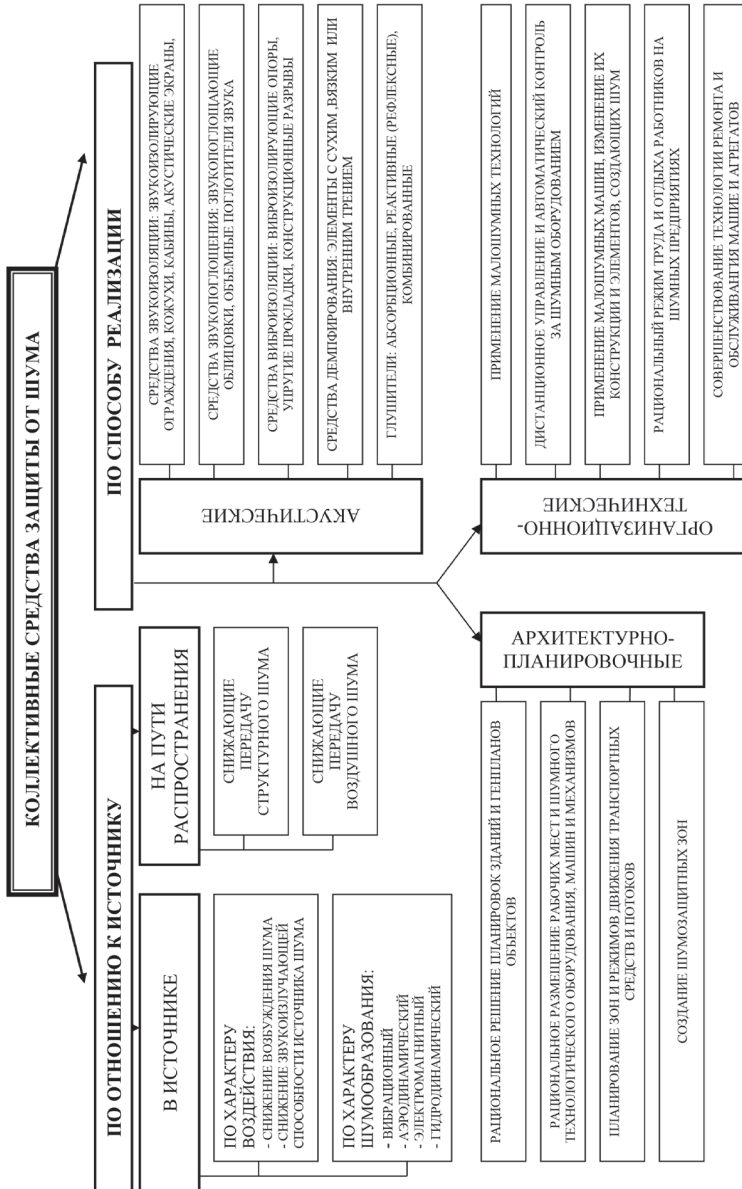 КОЛЛЕКТИВНЫЕ СРЕДСТВА ЗАЩИТЫ ОТ ШУМА
ПО ОТНОШЕНИЮ К ИСТОЧНИКУ
В ИСТОЧНИКЕ
ПО ХАРАКТЕРУ
ВОЗДЕЙСТВИЯ:
- СНИЖЕНИЕ ВОЗБУЖДЕНИЯ ШУМА
- СНИЖЕНИЕ ЗВУКОИЗЛУЧАЮЩЕЙ
СПОСОБНОСТИ ИСТОЧНИКА ШУМА
ПО ХАРАКТЕРУ
ШУМООБРАЗОВАНИЯ:
- ВИБРАЦИОННЫЙ
- АЭРОДИНАМИЧЕСКИЙ
- ЭЛЕКТРОМАГНИТНЫЙ
- ГИДРОДИНАМИЧЕСКИЙ
НА ПУТИ
РАСПРОСТРАНЕНИЯ
СНИЖАЮЩИЕ
ПЕРЕДАЧУ
СТРУКТУРНОГО ШУМА
СНИЖАЮЩИЕ
ПЕРЕДАЧУ
ВОЗДУШНОГО ШУМА
ПО СПОСОБУ РЕАЛИЗАЦИИ
АКУСТИЧЕСКИЕ
СРЕДСТВА ЗВУКОИЗОЛЯЦИИ: ЗВУКОИЗОЛИРУЮЩИЕ
ОГРАЖДЕНИЯ, КОЖУХИ, КАБИНЫ, АКУСТИЧЕСКИЕ ЭКРАНЫ,
СРЕДСТВА ЗВУКОПОГЛОЩЕНИЯ: ЗВУКОПОГЛОЩАЮЩИЕ
ОБЛИЦОВКИ, ОБЪЕМНЫЕ ПОГЛОТИТЕЛИ ЗВУКА
СРЕДСТВА ВИБРОИЗОЛЯЦИИ: ВИБРОИЗОЛИРУЮЩИЕ ОПОРЫ,
УПРУГИЕ ПРОКЛАДКИ, КОНСТРУКЦИОННЫЕ РАЗРЫВЫ
СРЕДСТВА ДЕМПФИРОВАНИЯ: ЭЛЕМЕНТЫ С СУХИМ ,ВЯЗКИМ ИЛИ
ВНУТРЕННИМ ТРЕНИЕМ
ГЛУШИТЕЛИ: АБСОРБЦИОННЫЕ, РЕАКТИВНЫЕ (РЕФЛЕКСНЫЕ),
КОМБИНИРОВАННЫЕ
АРХИТЕКТУРНО-
ПЛАНИРОВОЧНЫЕ
РАЦИОНАЛЬНОЕ РЕШЕНИЕ ПЛАНИРОВОК ЗДАНИЙ И ГЕНПЛАНОВ
ОБЪЕКТОВ
РАЦИОНАЛЬНОЕ РАЗМЕЩЕНИЕ РАБОЧИХ МЕСТ И ШУМНОГО
ТЕХНОЛОГИЧЕСКОГО ОБОРУДОВАНИЯ, МАШИН И МЕХАНИЗМОВ
ПЛАНИРОВАНИЕ ЗОН И РЕЖИМОВ ДВИЖЕНИЯ ТРАНСПОРТНЫХ
СРЕДСТВ И ПОТОКОВ
СОЗДАНИЕ ШУМОЗАЩИТНЫХ ЗОН
ОРГАНИЗАЦИОННО-
ТЕХНИЧЕСКИЕ
ПРИМЕНЕНИЕ МАЛОШУМНЫХ ТЕХНОЛОГИЙ
ДИСТАНЦИОННОЕ УПРАВЛЕНИЕ И АВТОМАТИЧЕСКИЙ КОНТРОЛЬ
ЗА ШУМНЫМ ОБОРУДОВАНИЕМ
ПРИМЕНЕНИЕ МАЛОШУМНЫХ МАШИН, ИЗМЕНЕНИЕ ИХ
КОНСТРУКЦИИ И ЭЛЕМЕНТОВ, СОЗДАЮЩИХ ШУМ
РАЦИОНАЛЬНЫЙ РЕЖИМ ТРУДА И ОТДЫХА РАБОТНИКОВ НА
ШУМНЫХ ПРЕДПРИЯТИЯХ
СОВЕРШЕНСТВОВАНИЕ ТЕХНОЛОГИИ РЕМОНТА И
ОБСЛУЖИВАНГИЯ МАШИЕ И АГРЕГАТОВ